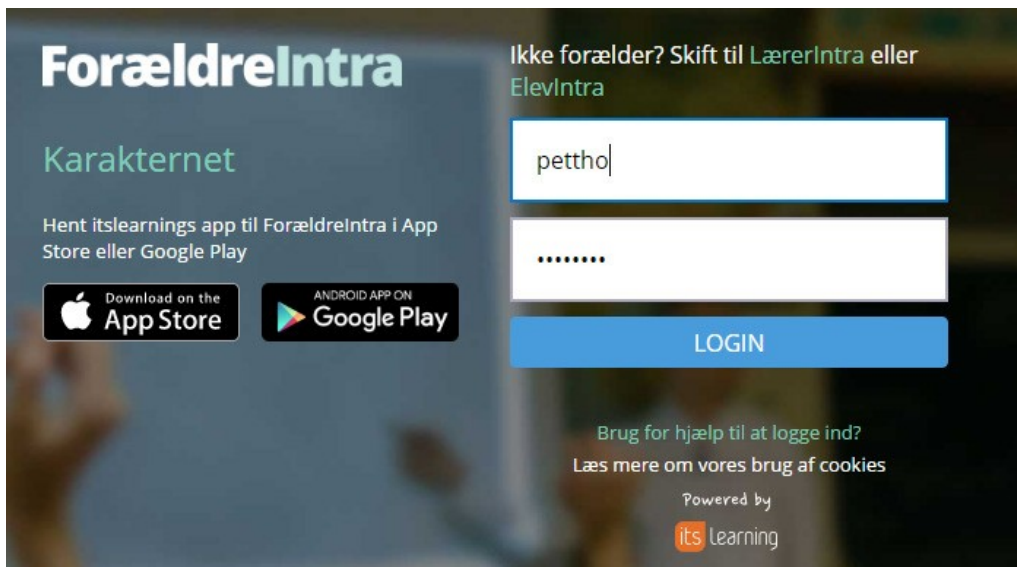 ForældreIntra
Karakternet
Hent itslearnings app til ForældreIntra i App
Store eller Google Play
Download on the
App Store
ANDROID APP ON
Google Play
Ikke forælder? Skift til LærerIntra eller
ElevIntra
pettho
••••••••
LOGIN
Brug for hjælp til at logge ind?
Læs mere om vores brug af cookies
Powered by
its learning